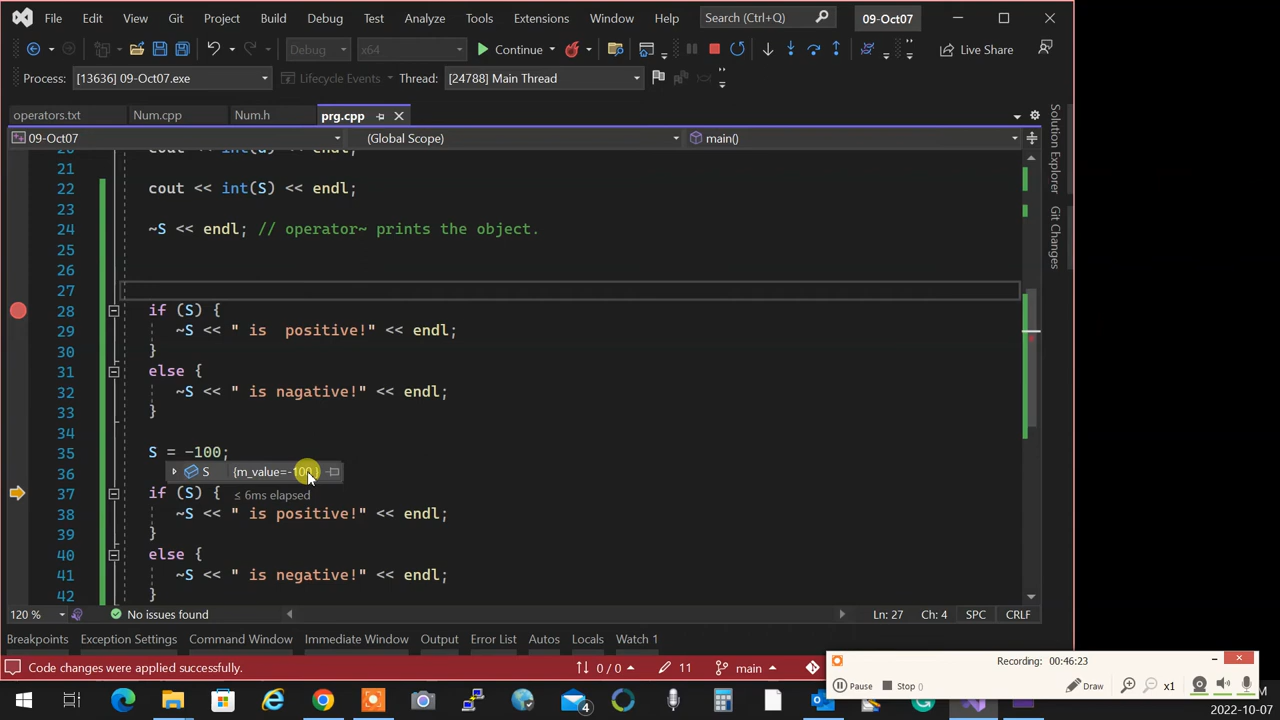 File Edit View Git Project Build Debug Test Analyze Tools Extensions Window Help Search (Ctrl+Q) 09-Oct07
Debug x64 Continue Live Share
Process: [13636] 09-Oct07.exe Lifecycle Events Thread: [24788] Main Thread
operators.txt Num.cpp Num.h prg.cpp
09-Oct07 (Global Scope) main()
21
22 cout << int(S) << endl;
23
24 ~S << endl; // operator~ prints the object.
25
26
27
28 if (S) {
29 ~S << " is  positive!" << endl;
30 }
31 else {
32 ~S << " is nagative!" << endl;
33 }
34
35 S = -100;
36 S {m_value=-100 }
37 if (S) { ≤ 6ms elapsed
38 ~S << " is positive!" << endl;
39 }
40 else {
41 ~S << " is negative!" << endl;
42 }
120 % No issues found Ln: 27 Ch: 4 SPC CRLF
Breakpoints Exception Settings Command Window Immediate Window Output Error List Autos Locals Watch 1
Code changes were applied successfully. 0 / 0 11 main
Solution Explorer
Git Changes
Recording: 00:46:23
Pause Stop () Draw x1
4
2022-10-07